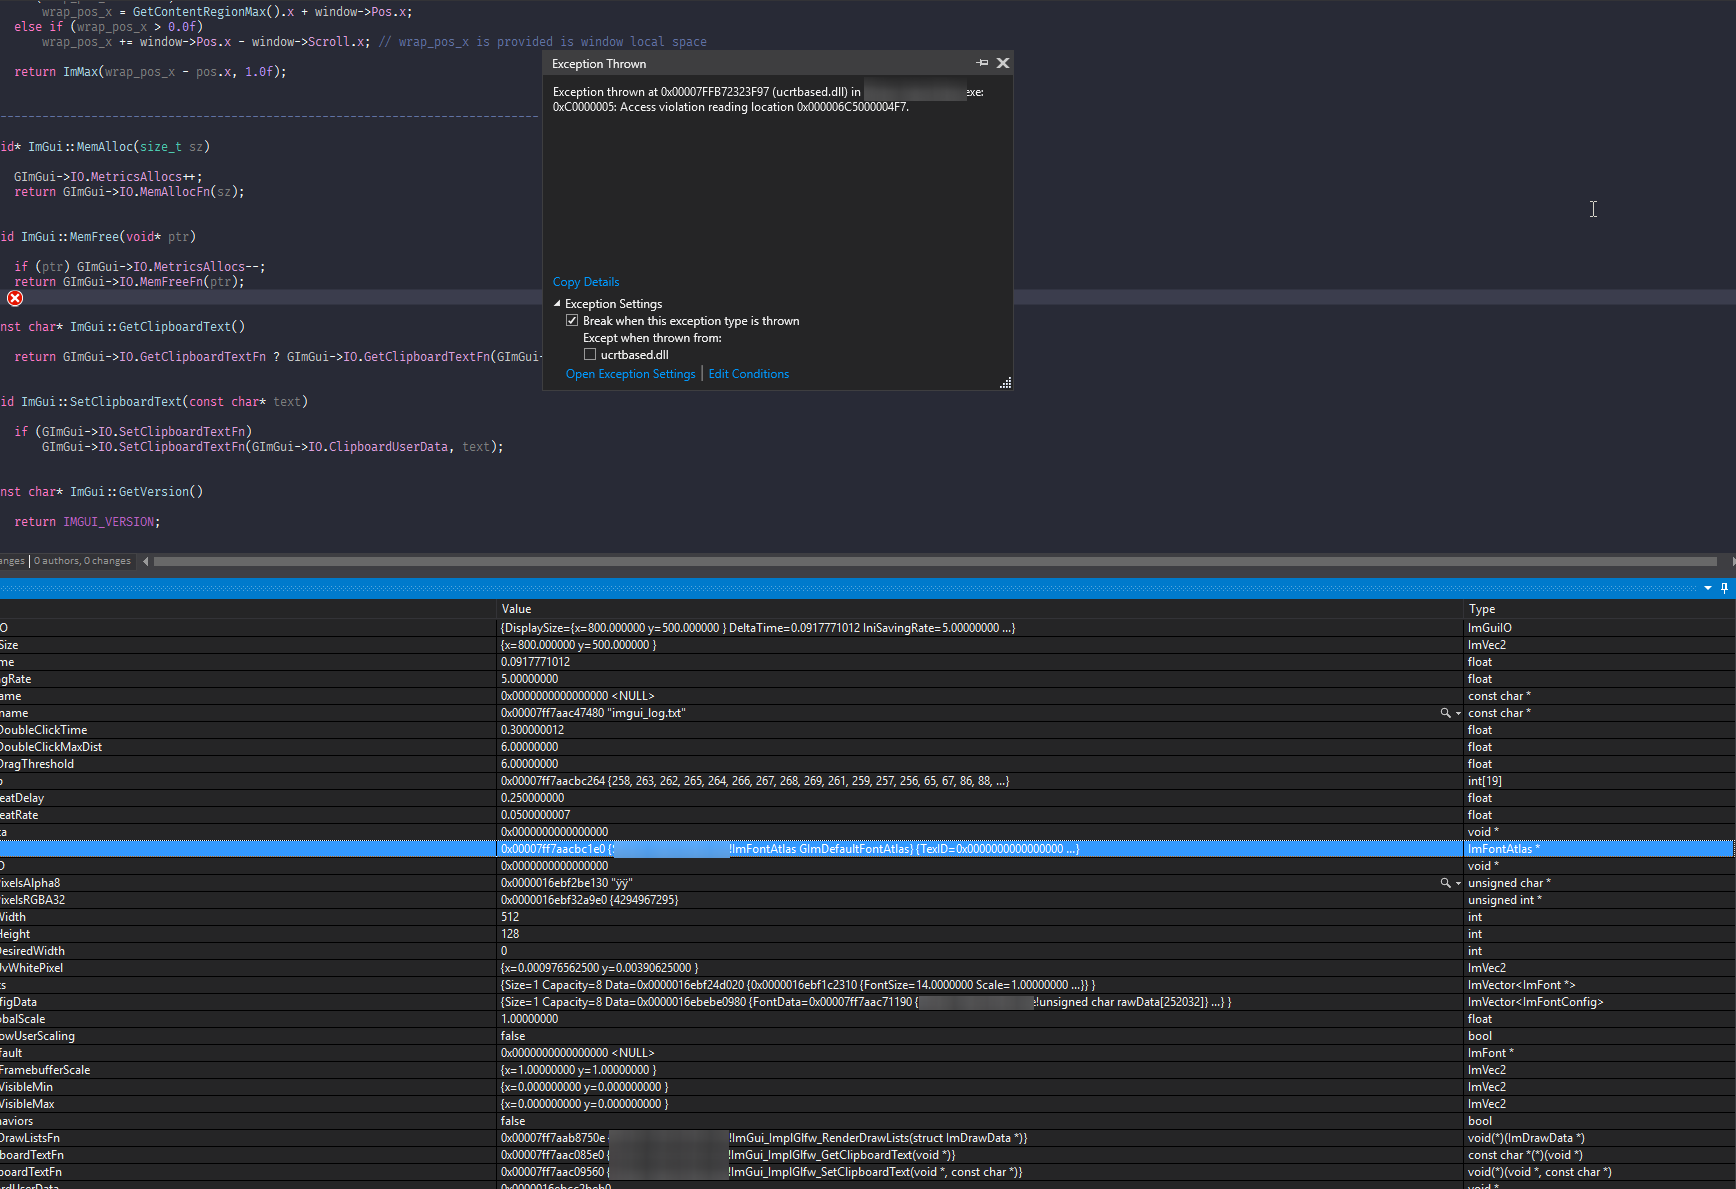 wrap_pos_x = GetContentRegionMax().x + window->Pos.x;
else if (wrap_pos_x > 0.0f)
wrap_pos_x += window->Pos.x - window->Scroll.x; // wrap_pos_x is provided is window local space
return ImMax(wrap_pos_x - pos.x, 1.0f);
-----------------------------------------------------------------------------
id* ImGui::MemAlloc(size_t sz)
GImGui->IO.MetricsAllocs++;
return GImGui->IO.MemAllocFn(sz);
id ImGui::MemFree(void* ptr)
if (ptr) GImGui->IO.MetricsAllocs--;
return GImGui->IO.MemFreeFn(ptr);
nst char* ImGui::GetClipboardText()
return GImGui->IO.GetClipboardTextFn ? GImGui->IO.GetClipboardTextFn(GImGui-
id ImGui::SetClipboardText(const char* text)
if (GImGui->IO.SetClipboardTextFn)
GImGui->IO.SetClipboardTextFn(GImGui->IO.ClipboardUserData, text);
nst char* ImGui::GetVersion()
return IMGUI_VERSION;
Exception Thrown
Exception thrown at 0x00007FFB72323F97 (ucrtbased.dll) in exe:
0xC0000005: Access violation reading location 0x000006C5000004F7.
Copy Details
Exception Settings
Break when this exception type is thrown
Except when thrown from:
ucrtbased.dll
Open Exception Settings | Edit Conditions
anges | 0 authors, 0 changes
Value Type
O {DisplaySize={x=800.000000 y=500.000000 } DeltaTime=0.0917771012 IniSavingRate=5.00000000 ...} ImGuiIO
Size {x=800.000000 y=500.000000 } ImVec2
me 0.0917771012 float
gRate 5.00000000 float
ame 0x0000000000000000 <NULL> const char *
name 0x00007ff7aac47480 "imgui_log.txt" const char *
DoubleClickTime 0.300000012 float
DoubleClickMaxDist 6.00000000 float
DragThreshold 6.00000000 float
p 0x00007ff7aacbc264 {258, 263, 262, 265, 264, 266, 267, 268, 269, 261, 259, 257, 256, 65, 67, 86, 88, ...} int[19]
eatDelay 0.250000000 float
eatRate 0.0500000007 float
ta 0x0000000000000000 void *
0x00007ff7aacbc1e0 { !ImFontAtlas GImDefaultFontAtlas} {TexID=0x0000000000000000 ...} ImFontAtlas *
D 0x0000000000000000 void *
PixelsAlpha8 0x0000016ebf2be130 "ÿÿ" unsigned char *
PixelsRGBA32 0x0000016ebf32a9e0 {4294967295} unsigned int *
Width 512 int
Height 128 int
DesiredWidth 0 int
UvWhitePixel {x=0.000976562500 y=0.00390625000 } ImVec2
ts {Size=1 Capacity=8 Data=0x0000016ebf24d020 {0x0000016ebf1c2310 {FontSize=14.0000000 Scale=1.00000000 ...}} } ImVector<ImFont *>
figData {Size=1 Capacity=8 Data=0x0000016ebebe0980 {FontData=0x00007ff7aac71190 { e!unsigned char rawData[252032]} ...} } ImVector<ImFontConfig>
obalScale 1.00000000 float
owUserScaling false bool
fault 0x0000000000000000 <NULL> ImFont *
FramebufferScale {x=1.00000000 y=1.00000000 } ImVec2
VisibleMin {x=0.000000000 y=0.000000000 } ImVec2
VisibleMax {x=0.000000000 y=0.000000000 } ImVec2
haviors false bool
DrawListsFn 0x00007ff7aab8750e !ImGui_ImplGlfw_RenderDrawLists(struct ImDrawData *)} void(*)(ImDrawData *)
pboardTextFn 0x00007ff7aac085e0 { !ImGui_ImplGlfw_GetClipboardText(void *)} const char *(*)(void *)
pboardTextFn 0x00007ff7aac09560 { !ImGui_ImplGlfw_SetClipboardText(void *, const char *)} void(*)(void *, const char *)
ardUserData 0x0000016ebcc2beb0 void *